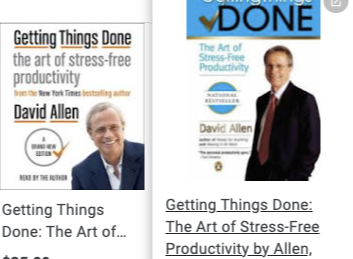 Getting Things Done
the art of stress-free
productivity
from the New York Times bestselling author
David Allen
A
BRAND-NEW
EDITION
READ BY THE AUTHOR
Getting Things
Done: The Art of...
Getting Things
DONE
The Art of
Stress-Free
Productivity
NATIONAL
BESTSELLER
David Allen
Getting Things Done:
The Art of Stress-Free
Productivity by Allen,